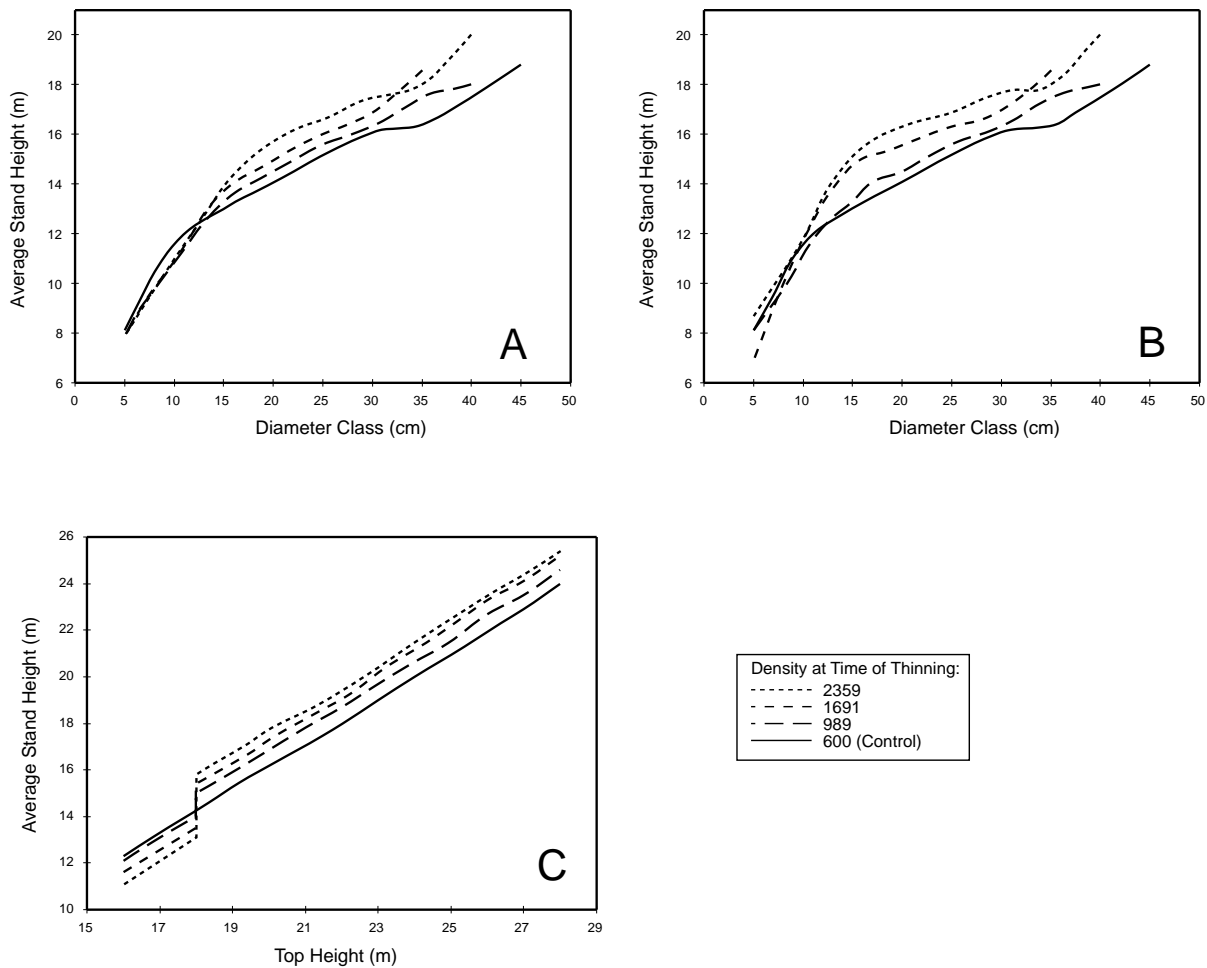 20
18
16
14
12
10
8
6
0 5 10 15 20 25 30 35 40 45 50
Average Stand Height (m)
Diameter Class (cm)
A
20
18
16
14
12
10
8
6
0 5 10 15 20 25 30 35 40 45 50
Average Stand Height (m)
Diameter Class (cm)
B
26
24
22
20
18
16
14
12
10
15 17 19 21 23 25 27 29
Average Stand Height (m)
Top Height (m)
C
Density at Time of Thinning:
2359
1691
989
600 (Control)